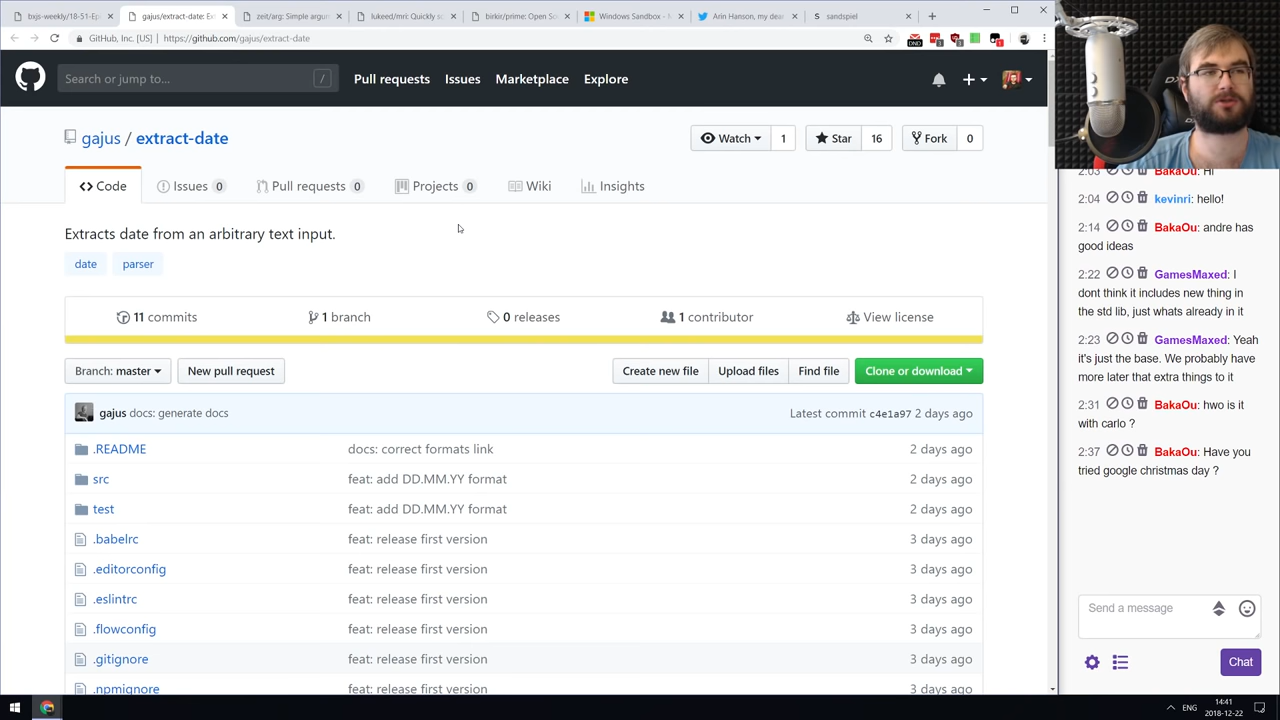 bxjs-weekly/18-51-Ep
gajus/extract-date: Ex
zeit/arg: Simple argum
lukeed/mri: Quickly sc
birkir/prime: Open So
Windows Sandbox - M
Arin Hanson, my dear
sandspiel
GitHub, Inc. [US] | https://github.com/gajus/extract-date
Search or jump to... /
Pull requests Issues Marketplace Explore
gajus / extract-date
Watch 1 Star 16 Fork 0
Code Issues 0 Pull requests 0 Projects 0 Wiki Insights
Extracts date from an arbitrary text input.
date parser
11 commits 1 branch 0 releases 1 contributor View license
Branch: master New pull request Create new file Upload files Find file Clone or download
gajus docs: generate docs Latest commit c4e1a97 2 days ago
.README docs: correct formats link 2 days ago
src feat: add DD.MM.YY format 2 days ago
test feat: add DD.MM.YY format 2 days ago
.babelrc feat: release first version 3 days ago
.editorconfig feat: release first version 3 days ago
.eslintrc feat: release first version 3 days ago
.flowconfig feat: release first version 3 days ago
.gitignore feat: release first version 3 days ago
.npmignore feat: release first version 3 days ago
2:03 BakaOu: Hi
2:04 kevinri: hello!
2:14 BakaOu: andre has
good ideas
2:22 GamesMaxed: I
dont think it includes new thing in
the std lib, just whats already in it
2:23 GamesMaxed: Yeah
it's just the base. We probably have
more later that extra things to it
2:31 BakaOu: hwo is it
with carlo ?
2:37 BakaOu: Have you
tried google christmas day ?
Send a message
Chat
ENG
14:41
2018-12-22